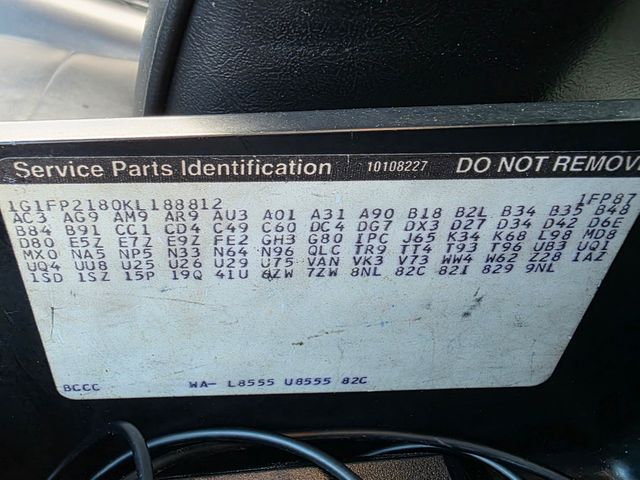 Service Parts Identification 10108227 DO NOT REMOVE
1G1FP2180KL188812 1FP87
AC3 AG9 AM9 AR9 AU3 A01 A31 A90 B18 B2L B34 B35 B48
B84 B91 CC1 CD4 C49 C60 DC4 DG7 DX3 D27 D34 D42 D6E
D80 E5Z E7Z E9Z FE2 GH3 G80 IPC J65 K34 K68 L98 MD8
MX0 NA5 NP5 N33 N64 N96 QLC TR9 TT4 T93 T96 UB3 UQ1
UQ4 UU8 U25 U26 U29 U75 VAN VK3 V73 WW4 W62 Z28 1AZ
1SD 1SZ 15P 19Q 41U 6ZW 7ZW 8NL 82C 82I 829 9NL
BCCC WA- L8555 U8555 82C